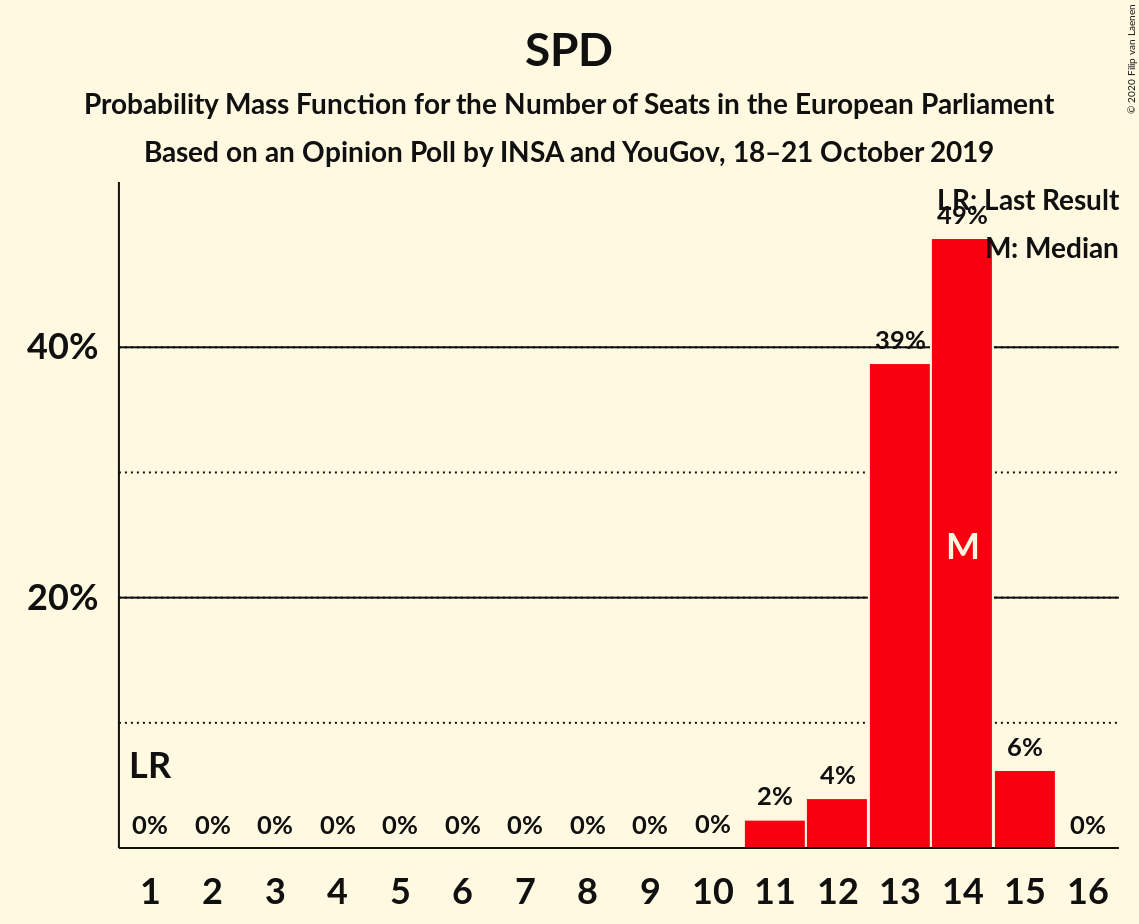 SPD
Probability Mass Function for the Number of Seats in the European Parliament
Based on an Opinion Poll by INSA and YouGov, 18–21 October 2019
© 2020 Filip van Laenen
LR: Last Result
M: Median
49%
39%
40%
M
20%
LR
6%
4%
2%
0% 0% 0% 0% 0% 0% 0% 0% 0% 0% 0%
1 2 3 4 5 6 7 8 9 10 11 12 13 14 15 16